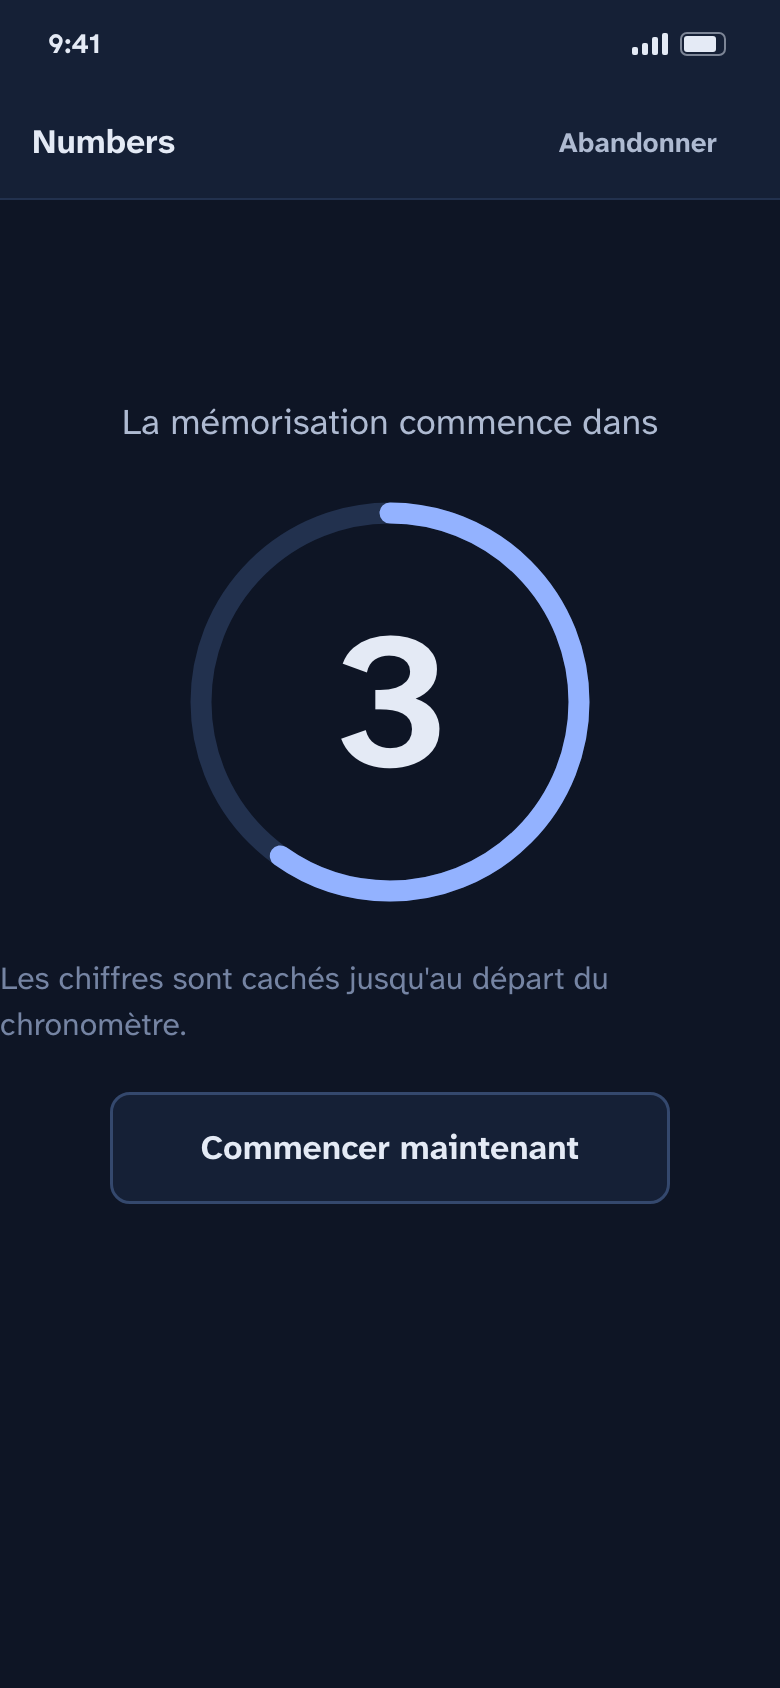 9:41
Numbers
Abandonner
La mémorisation commence dans
3
Les chiffres sont cachés jusqu'au départ du
chronomètre.
Commencer maintenant